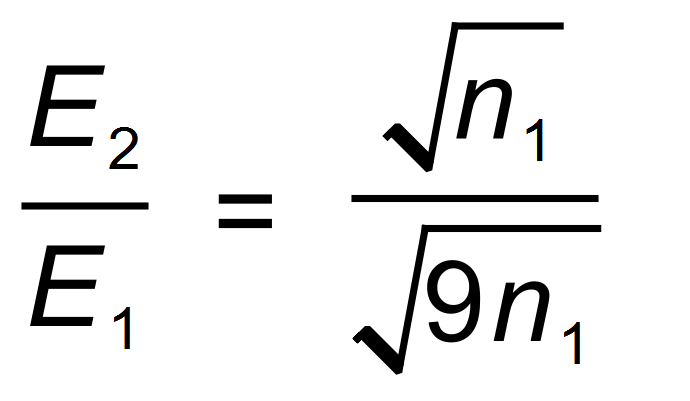 E₂/E₁ = √n₁/√9n₁